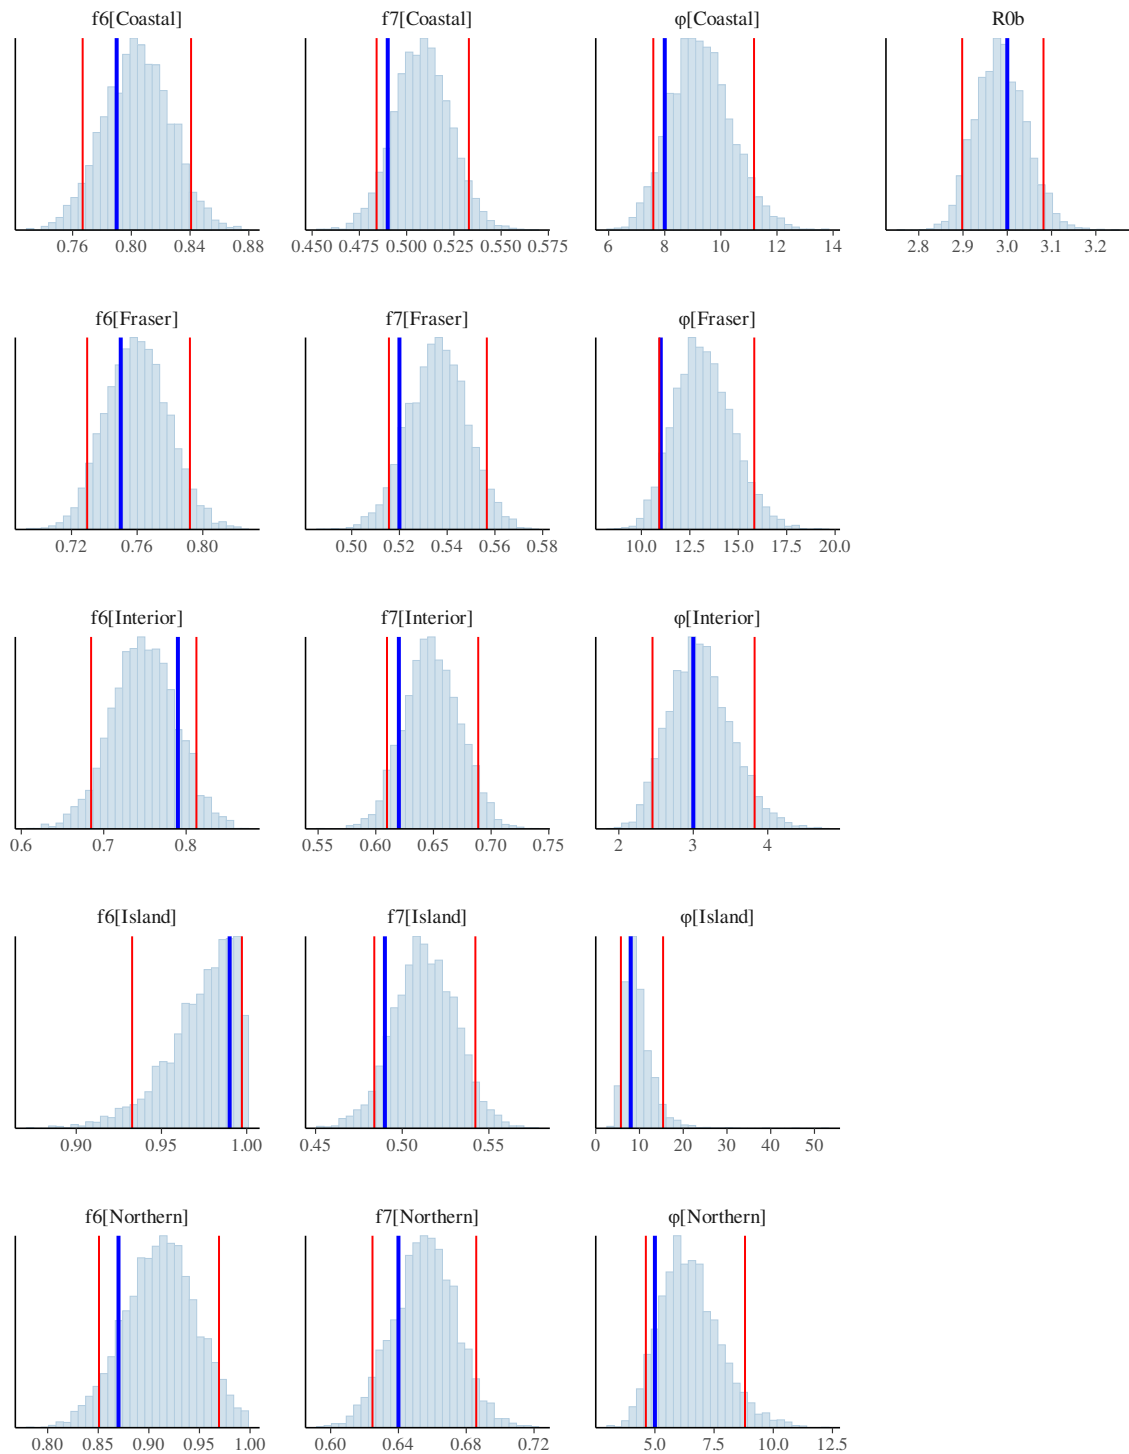 f6[Coastal] f7[Coastal] φ[Coastal] R0b
0.76 0.80 0.84 0.88 0.450 0.475 0.500 0.525 0.550 0.575 6 8 10 12 14 2.8 2.9 3.0 3.1 3.2
f6[Fraser] f7[Fraser] φ[Fraser]
0.72 0.76 0.80 0.50 0.52 0.54 0.56 0.58 10.0 12.5 15.0 17.5 20.0
f6[Interior] f7[Interior] φ[Interior]
0.6 0.7 0.8 0.55 0.60 0.65 0.70 0.75 2 3 4
f6[Island] f7[Island] φ[Island]
0.90 0.95 1.00 0.45 0.50 0.55 0 10 20 30 40 50
f6[Northern] f7[Northern] φ[Northern]
0.80 0.85 0.90 0.95 1.00 0.60 0.64 0.68 0.72 5.0 7.5 10.0 12.5